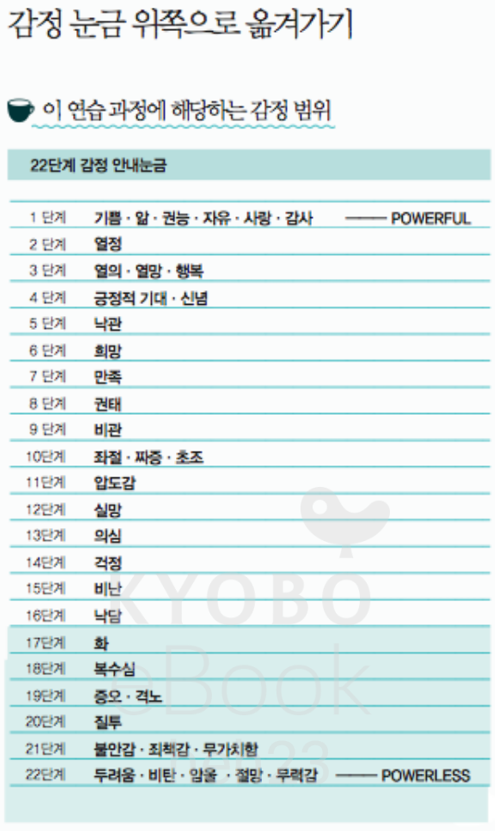 감정 눈금 위쪽으로 옮겨가기
이 연습 과정에 해당하는 감정 범위
22단계 감정 안내눈금
1 단계 기쁨 · 앎 · 권능 · 자유 · 사랑 · 감사 —— POWERFUL
2 단계 열정
3 단계 열의 · 열망 · 행복
4 단계 긍정적 기대 · 신념
5 단계 낙관
6 단계 희망
7 단계 만족
8 단계 권태
9 단계 비관
10단계 좌절 · 짜증 · 초조
11단계 압도감
12단계 실망
13단계 의심
14단계 걱정
15단계 비난
16단계 낙담
17단계 화
18단계 복수심
19단계 증오 · 격노
20단계 질투
21단계 불안감 · 죄책감 · 무가치함
22단계 두려움 · 비탄 · 암울 · 절망 · 무력감 —— POWERLESS
KYOBO
eBook